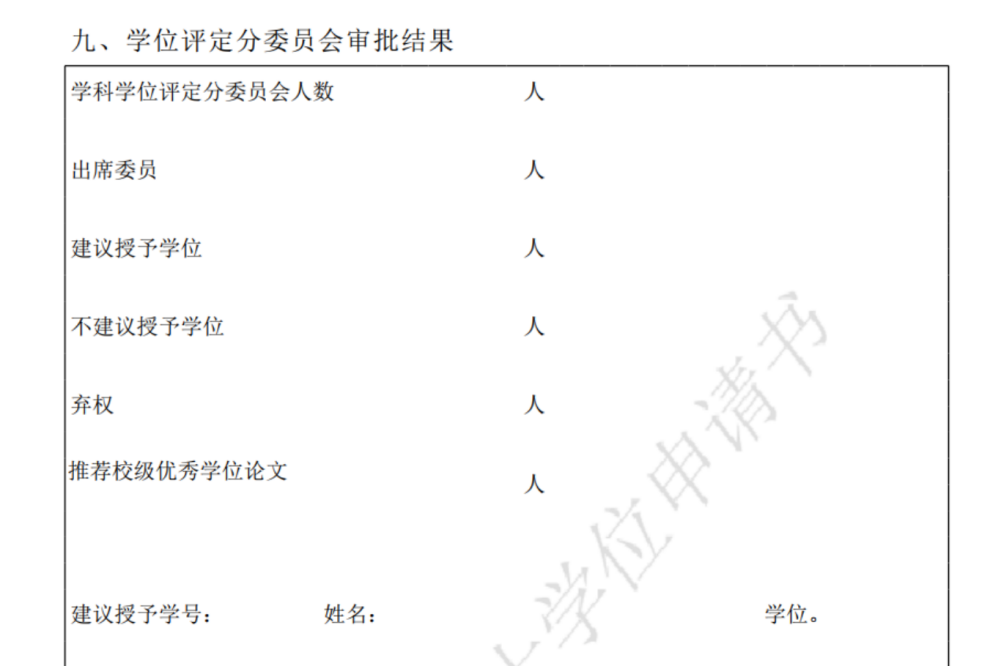 九、学位评定分委员会审批结果
学科学位评定分委员会人数 人
出席委员 人
建议授予学位 人
不建议授予学位 人
弃权 人
推荐校级优秀学位论文 人
建议授予学号： 姓名： 学位。
学位申请书